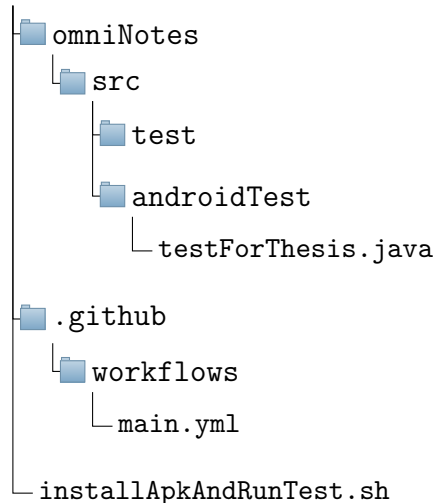 omniNotes
src
test
androidTest
testForThesis.java
.github
workflows
main.yml
installApkAndRunTest.sh